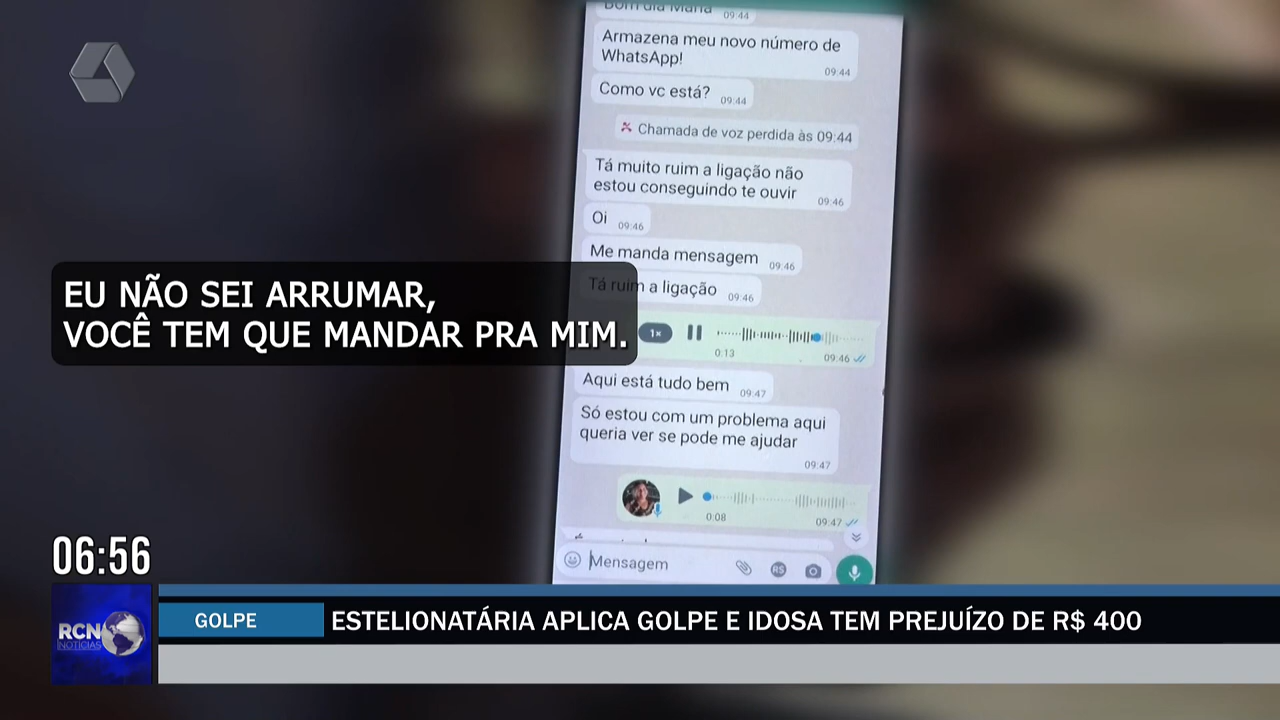 Bom dia Maria
09:44
Armazena meu novo número de
WhatsApp!
09:44
Como vc está?
09:44
Chamada de voz perdida às 09:44
Tá muito ruim a ligação não
estou conseguindo te ouvir
09:46
Oi
09:46
Me manda mensagem
09:46
Tá ruim a ligação
09:46
EU NÃO SEI ARRUMAR,
VOCÊ TEM QUE MANDAR PRA MIM.
1×
0:13
09:46
Aqui está tudo bem
09:47
Só estou com um problema aqui
queria ver se pode me ajudar
09:47
0:08
09:47
Mensagem
R$
06:56
RCN
NOTÍCIAS
GOLPE
ESTELIONATÁRIA APLICA GOLPE E IDOSA TEM PREJUÍZO DE R$ 400